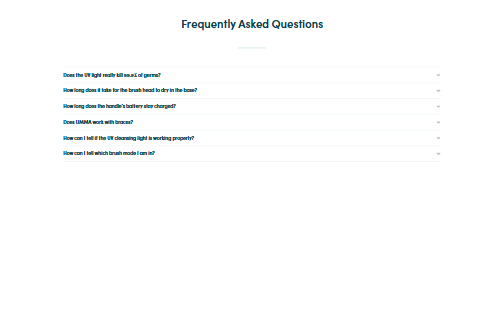 Frequently Asked Questions
Does the UV light really kill 99.9% of germs?
How long does it take for the brush head to dry in the base?
How long does the handle's battery stay charged?
Does UMMA work with braces?
How can I tell if the UV cleansing light is working properly?
How can I tell which brush mode I am in?